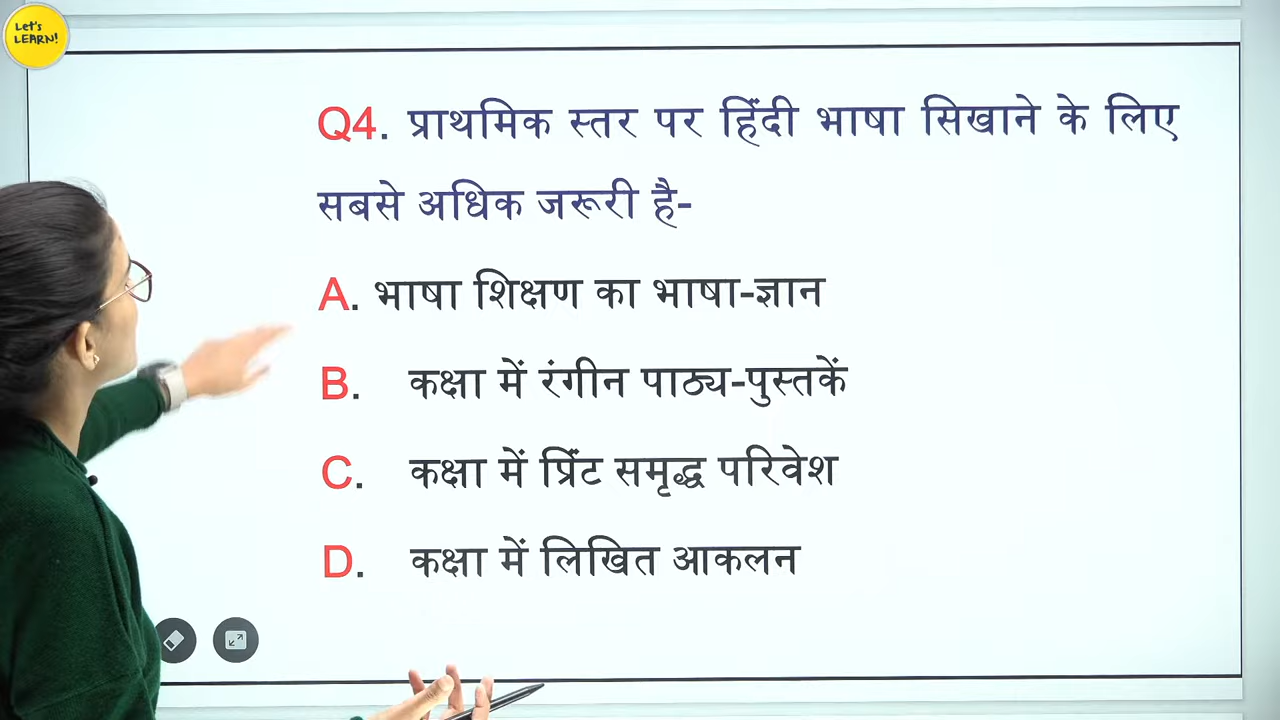 Let's
LEARN!
Q4. प्राथमिक स्तर पर हिंदी भाषा सिखाने के लिए
सबसे अधिक जरूरी है-
A. भाषा शिक्षण का भाषा-ज्ञान
B. कक्षा में रंगीन पाठ्य-पुस्तकें
C. कक्षा में प्रिंट समृद्ध परिवेश
D. कक्षा में लिखित आकलन